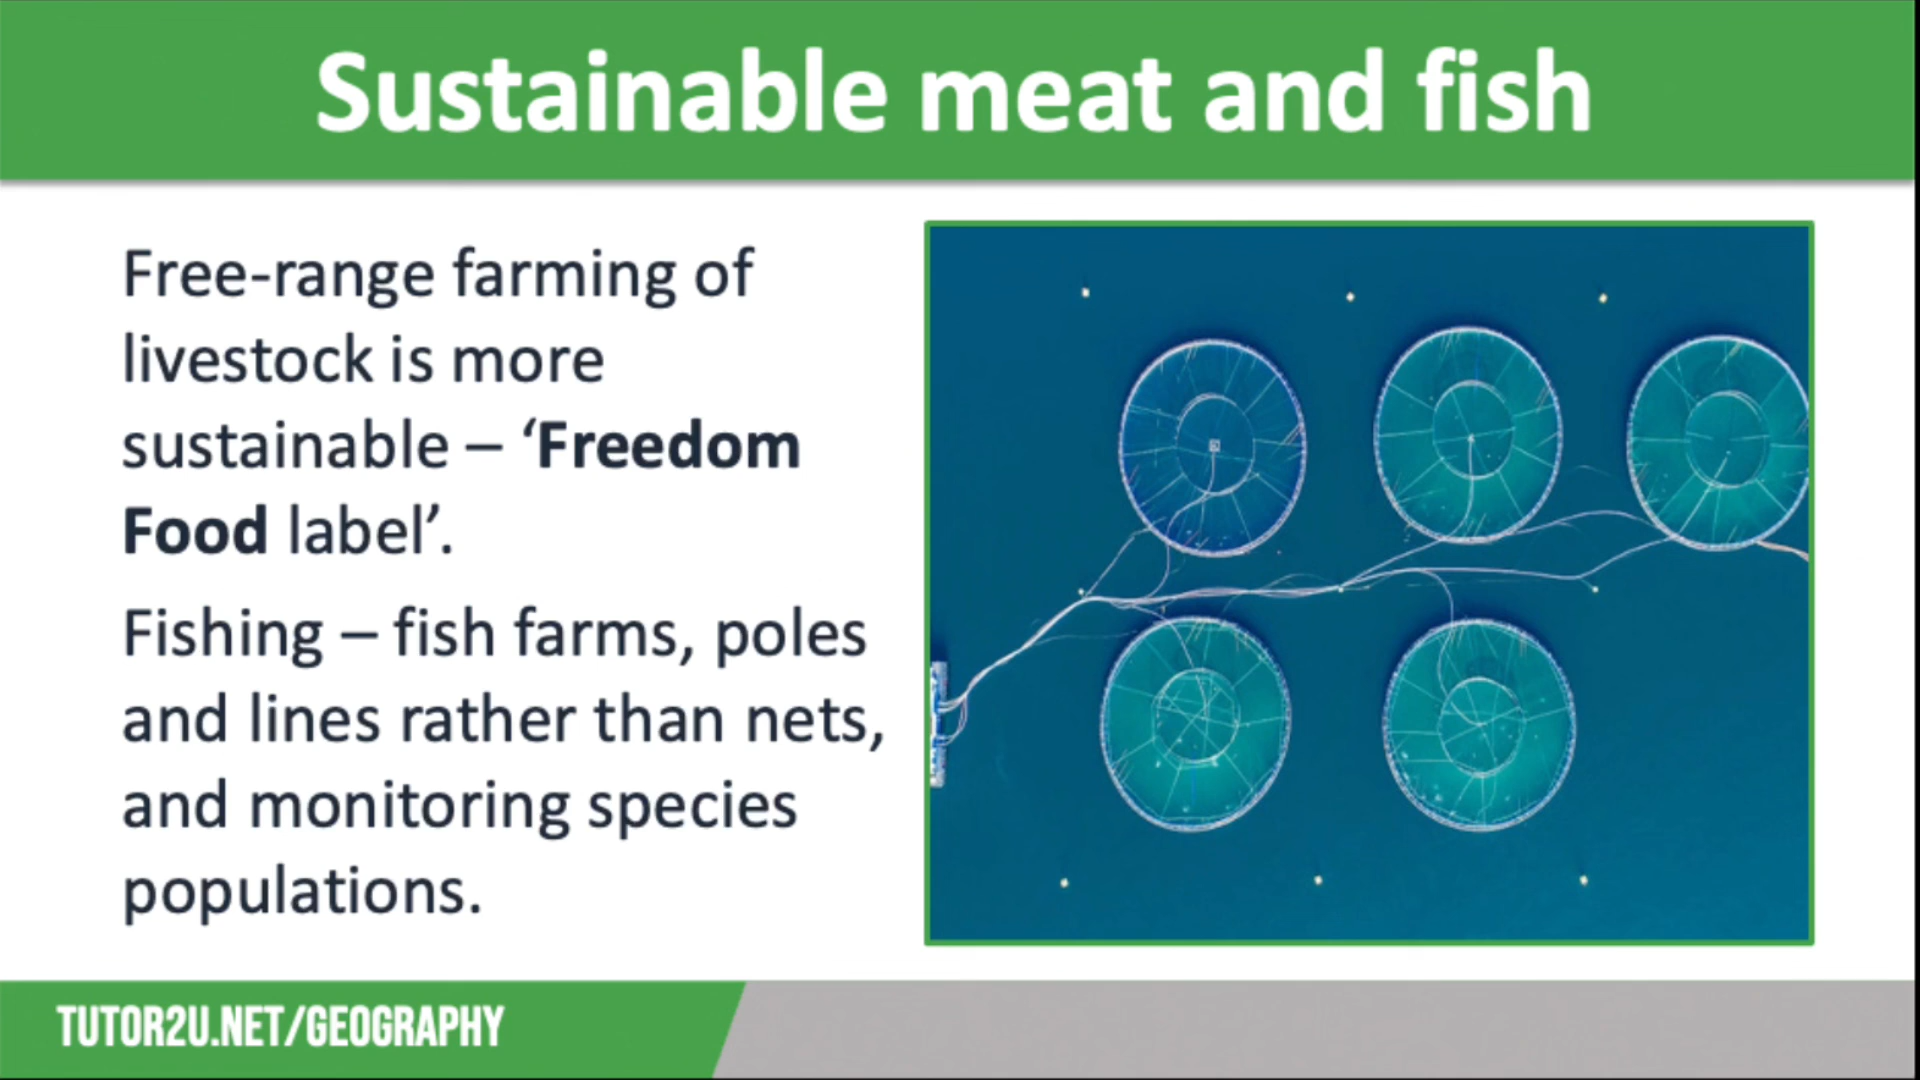 Sustainable meat and fish
Free-range farming of
livestock is more
sustainable – ‘Freedom
Food label’.
Fishing – fish farms, poles
and lines rather than nets,
and monitoring species
populations.
TUTOR2U.NET/GEOGRAPHY